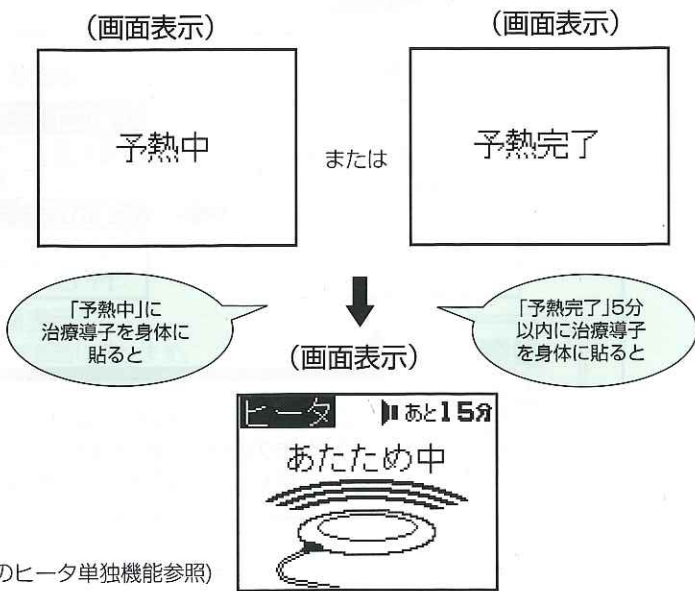 (画面表示)
(画面表示)
予熱中
または
予熱完了
「予熱中」に
治療導子を身体に
貼ると
「予熱完了」5分
以内に治療導子
を身体に貼ると
(画面表示)
ヒータ
あと15分
あたため中
のヒータ単独機能参照)